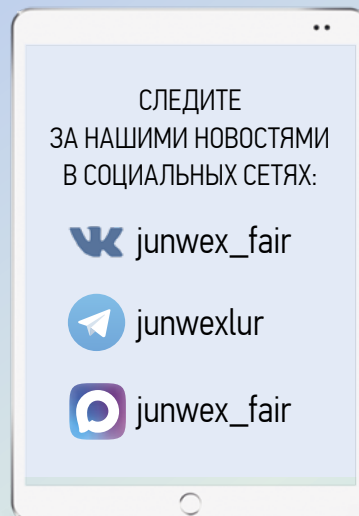 СЛЕДИТЕ
ЗА НАШИМИ НОВОСТЯМИ
В СОЦИАЛЬНЫХ СЕТЯХ:
junwex_fair
junwexlur
junwex_fair